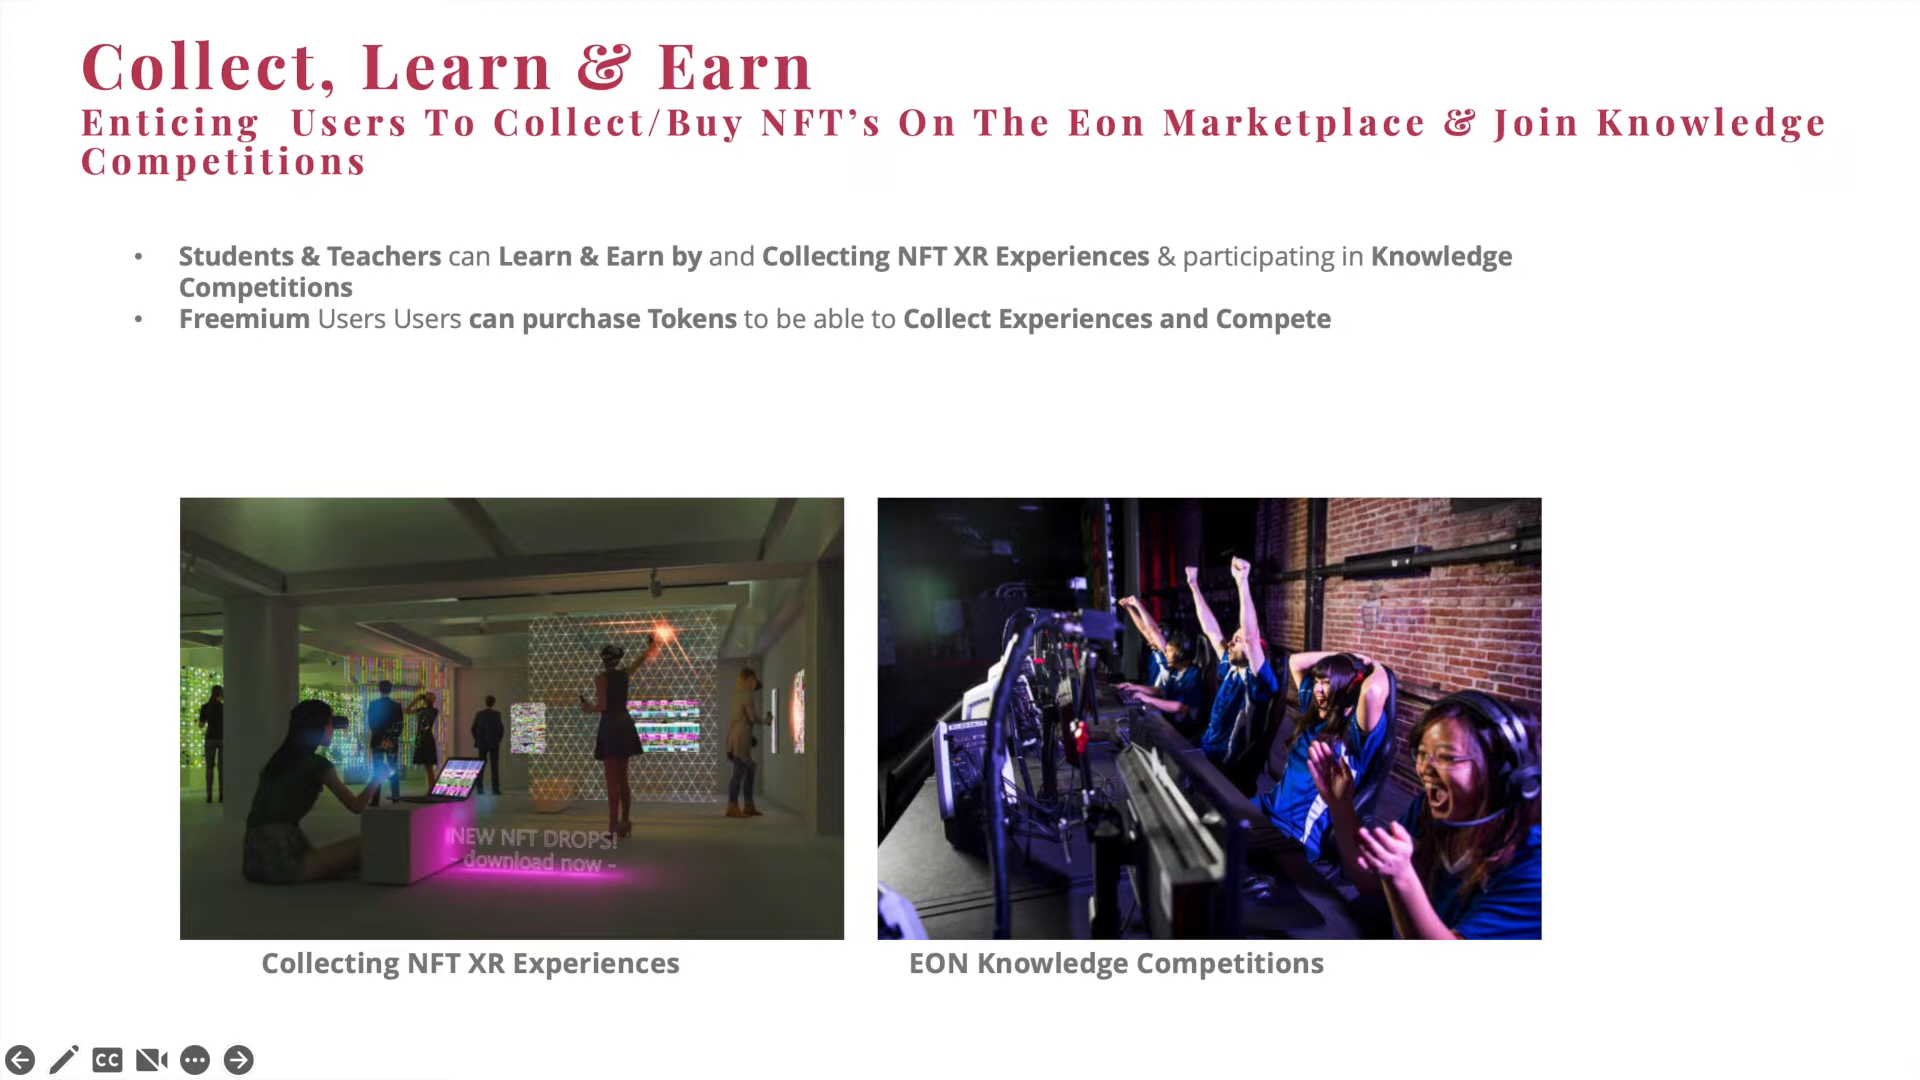 Collect, Learn & Earn
Enticing  Users To Collect/Buy NFT’s On The Eon Marketplace & Join Knowledge
Competitions
• Students & Teachers can Learn & Earn by and Collecting NFT XR Experiences & participating in Knowledge
Competitions
• Freemium Users Users can purchase Tokens to be able to Collect Experiences and Compete
NEW NFT DROPS!
- download now -
Collecting NFT XR Experiences
EON Knowledge Competitions
CC